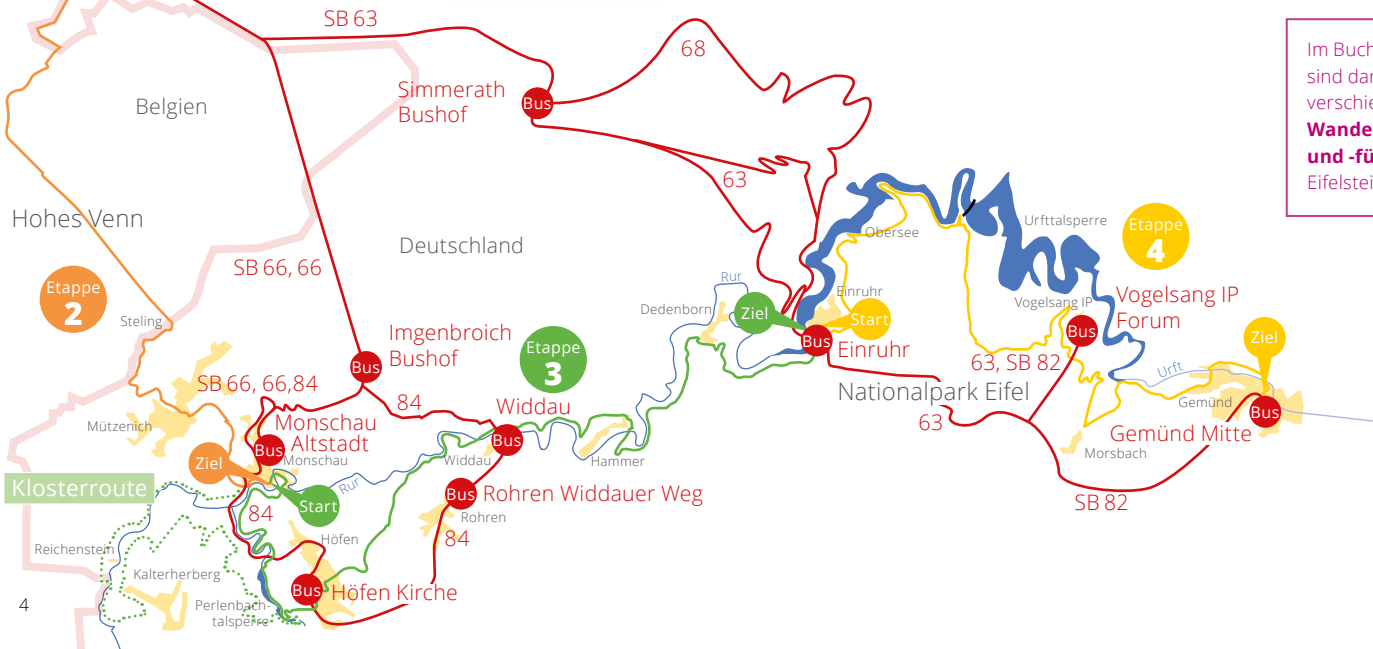 SB 63
68
Simmerath
Bushof
Bus
Belgien
63
Im Buch
sind dar
verschie
Wande
und -fü
Eifelstei
Hohes Venn
Deutschland
SB 66, 66
Obersee
Urfttalsperre
Etappe
4
Etappe
2
Steling
Rur
Dedenborn
Ziel
Einruhr
Start
Bus
Einruhr
Vogelsang IP
Bus
Vogelsang IP
Forum
Imgenbroich
Bushof
Bus
Etappe
3
63, SB 82
Ziel
Urft
Nationalpark Eifel
Gemünd
Bus
Gemünd Mitte
63
Morsbach
SB 82
SB 66, 66,84
84
Widdau
Bus
Widdau
Hammer
Mützenich
Monschau
Altstadt
Bus
Monschau
Ziel
Rur
Start
Klosterroute
84
Bus
Rohren Widdauer Weg
Rohren
84
Höfen
Reichenstein
Kalterherberg
Bus
Höfen Kirche
Perlenbach-
talsperre
4